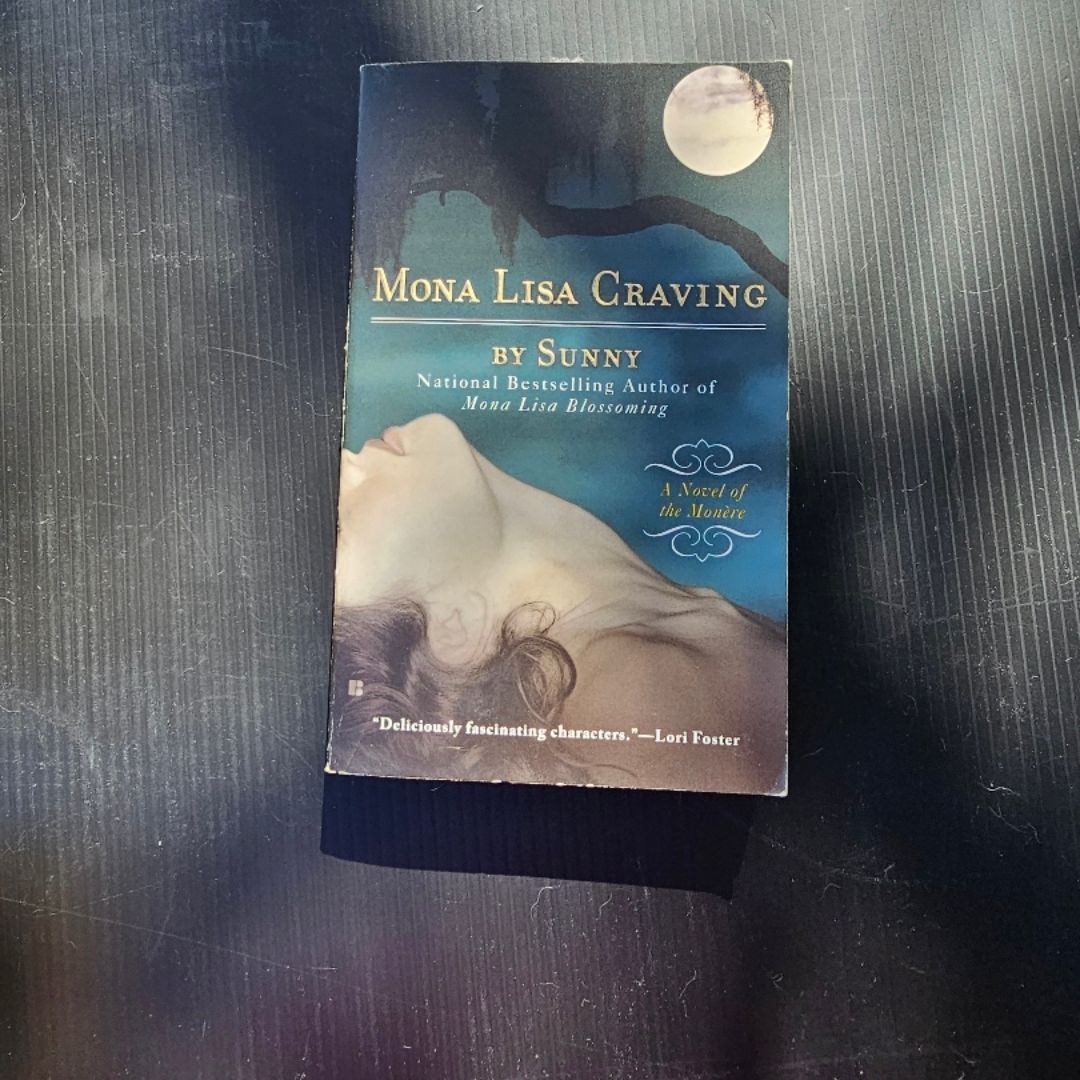 Mona Lisa Craving
by Sunny
National Bestselling Author of
Mona Lisa Blossoming
A Novel of
the Monère
B
“Deliciously fascinating characters.”—Lori Foster